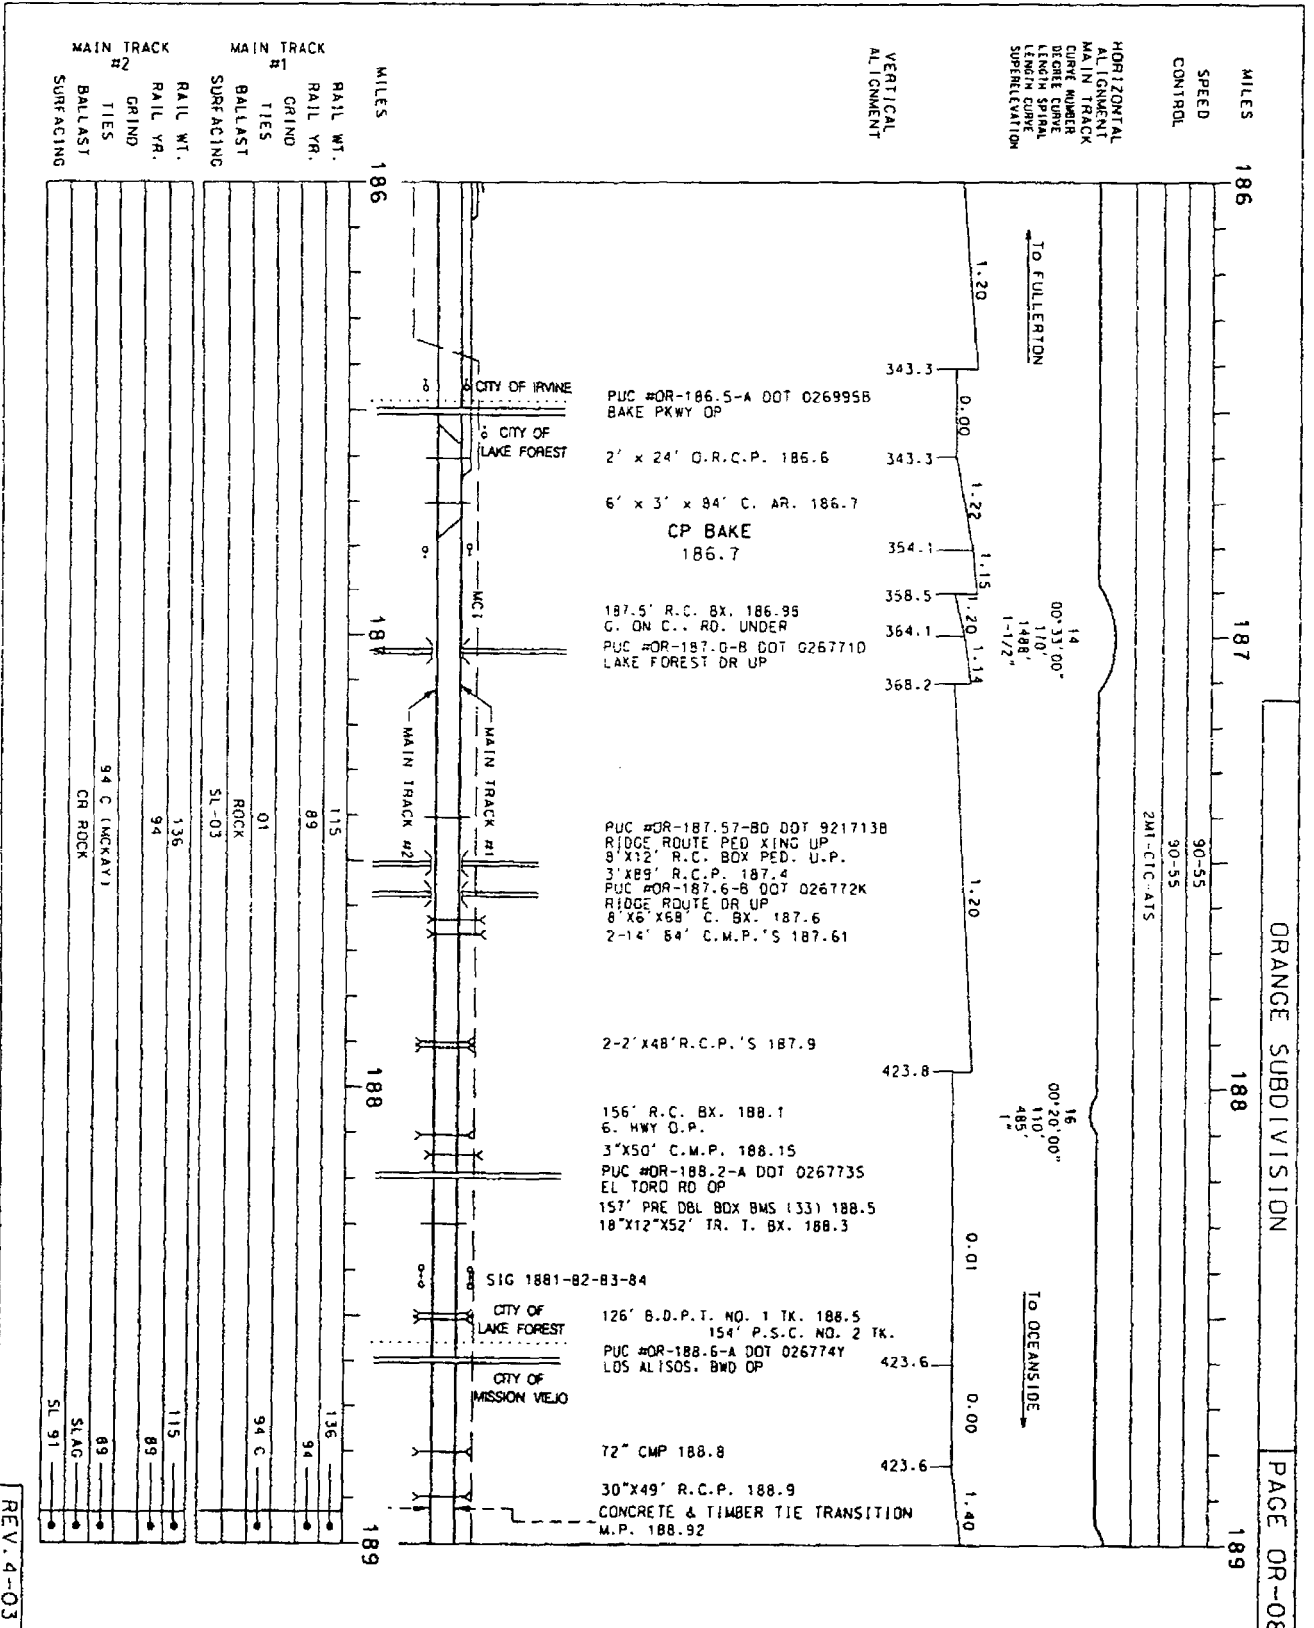 ORANGE SUBDIVISION
PAGE OR-08
MILES
186
187
188
189
SPEED
90-55
90-55
CONTROL
2MT-CTC-ATS
HORIZONTAL
ALIGNMENT
MAIN TRACK
CURVE NUMBER
DEGREE CURVE
LENGTH SPIRAL
LENGTH CURVE
SUPERELEVATION
14
00°33'00"
170'
1488'
1-1/2"
16
00°20'00"
110'
485'
1"
To FULLERTON
To OCEANSIDE
VERTICAL
ALIGNMENT
1.20
343.3
0.00
343.3
1.22
354.1
1.15
358.5
1.20
364.1
1.14
368.2
1.20
423.8
0.01
423.6
0.00
423.6
1.40
PUC #OR-186.5-A DOT 026995B
BAKE PKWY OP
2' x 24' O.R.C.P. 186.6
6' x 3' x 84' C. AR. 186.7
CP BAKE
186.7
187.5' R.C. BX. 186.95
G. ON C.. RD. UNDER
PUC #OR-187.0-B DOT 026771D
LAKE FOREST DR UP
PUC #OR-187.57-BD DOT 921713B
RIDGE ROUTE PED XING UP
8'X12' R.C. BOX PED. U.P.
3'X89' R.C.P. 187.4
PUC #OR-187.6-B DOT 026772K
RIDGE ROUTE DR UP
8'X6'X68' C. BX. 187.6
2-14' 64' C.M.P.'S 187.61
2-2'X48'R.C.P.'S 187.9
156' R.C. BX. 188.1
6. HWY O.P.
3"X50' C.M.P. 188.15
PUC #OR-188.2-A DOT 026773S
EL TORO RD OP
157' PRE DBL BOX BMS (33) 188.5
18"X12"X52' TR. T. BX. 188.3
SIG 1881-82-83-84
126' B.D.P.T. NO. 1 TK. 188.5
154' P.S.C. NO. 2 TK.
PUC #OR-188.6-A DOT 026774Y
LOS ALISOS. BWD OP
72" CMP 188.8
30"X49' R.C.P. 188.9
CONCRETE & TIMBER TIE TRANSITION
M.P. 188.92
CITY OF IRVINE
CITY OF
LAKE FOREST
MC1
MAIN TRACK #1
MAIN TRACK #2
CITY OF
LAKE FOREST
CITY OF
MISSION VIEJO
MILES
186
187
188
189
MAIN TRACK
#1
RAIL WT.
115
136
RAIL YR.
89
94
GRIND
TIES
01
94 C
BALLAST
ROCK
SURFACING
SL-03
MAIN TRACK
#2
RAIL WT.
136
115
RAIL YR.
94
89
GRIND
TIES
94 C (MCKAY)
89
BALLAST
CR ROCK
SLAG
SURFACING
SL 91
REV. 4-03